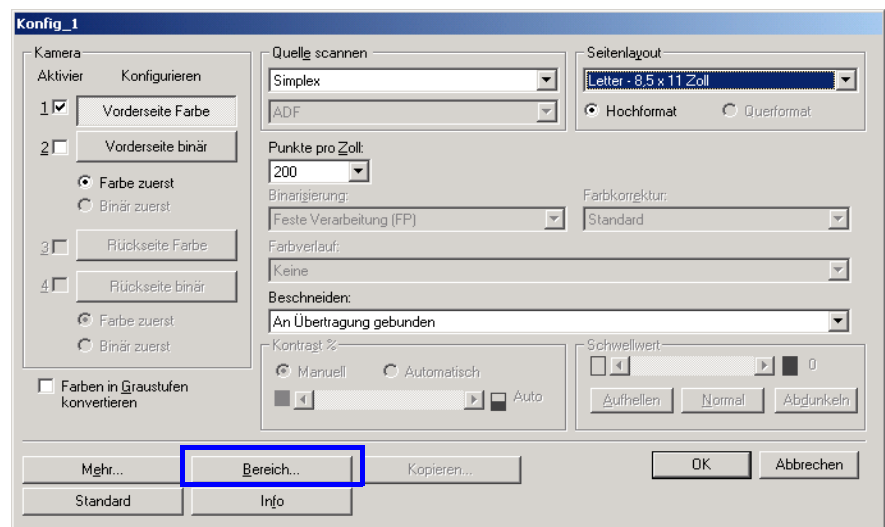 Konfig_1
Kamera
Aktivier Konfigurieren
1 Vorderseite Farbe
2 Vorderseite binär
Farbe zuerst
Binär zuerst
3 Rückseite Farbe
4 Rückseite binär
Farbe zuerst
Binär zuerst
Farben in Graustufen
konvertieren
Quelle scannen
Simplex
ADF
Seitenlayout
Letter - 8,5 x 11 Zoll
Hochformat Querformat
Punkte pro Zoll:
200
Binarisierung:
Feste Verarbeitung (FP)
Farbkorrektur:
Standard
Farbverlauf:
Keine
Beschneiden:
An Übertragung gebunden
Kontrast %
Manuell Automatisch
Auto
Schwellwert
0
Aufhellen Normal Abdunkeln
Mehr... Bereich... Kopieren... OK Abbrechen
Standard Info